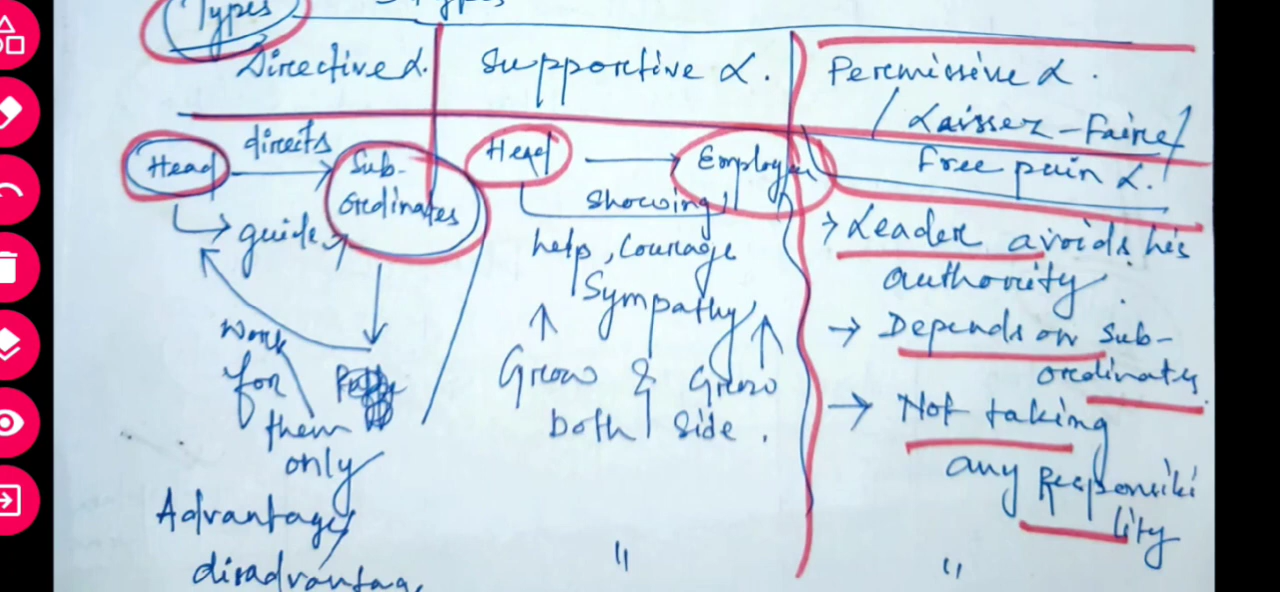 Types
Directive L.
Head directs Sub-
ordinates
guide
Work
for
them
only
Advantages/
disadvantag
Supportive L.
Head Employee
Showing
help, Courage
Sympathy
Grow & Grow
both side.
"
Permissive L.
/Laissez-Faire/
Free pain L.
→ Leader avoids his
authority.
→ Depends on sub-
ordinates.
→ Not taking
any Responsibi
lity
"